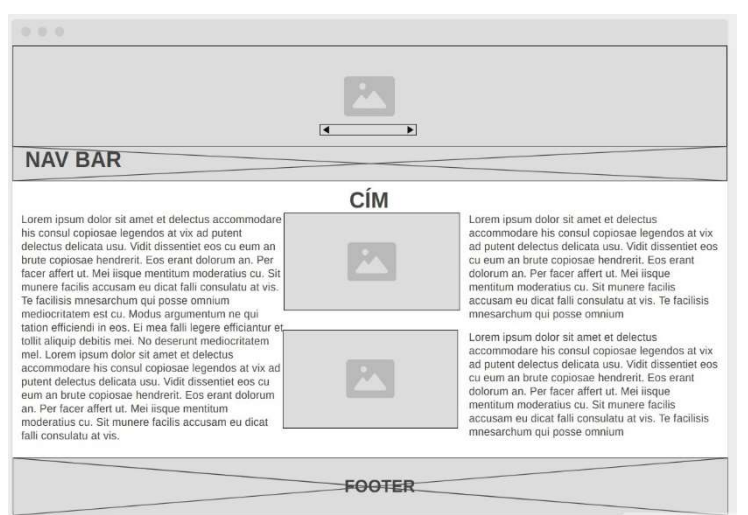 NAV BAR
CÍM
Lorem ipsum dolor sit amet et delectus accommodare
his consul copiosae legendos at vix ad putent
delectus delicata usu. Vidit dissentiet eos cu eum an
brute copiosae hendrerit. Eos erant dolorum an. Per
facer affert ut. Mei iisque mentitum moderatius cu. Sit
munere facilis accusam eu dicat falli consulatu at vis.
Te facilisis mnesarchum qui posse omnium
mediocritatem est cu. Modus argumentum ne qui
tation efficiendi in eos. Ei mea falli legere efficiantur et
tollit aliquip debitis mei. No deserunt mediocritatem
mel. Lorem ipsum dolor sit amet et delectus
accommodare his consul copiosae legendos at vix ad
putent delectus delicata usu. Vidit dissentiet eos cu
eum an brute copiosae hendrerit. Eos erant dolorum
an. Per facer affert ut. Mei iisque mentitum
moderatius cu. Sit munere facilis accusam eu dicat
falli consulatu at vis.
Lorem ipsum dolor sit amet et delectus
accommodare his consul copiosae legendos at vix
ad putent delectus delicata usu. Vidit dissentiet eos
cu eum an brute copiosae hendrerit. Eos erant
dolorum an. Per facer affert ut. Mei iisque
mentitum moderatius cu. Sit munere facilis
accusam eu dicat falli consulatu at vis. Te facilisis
mnesarchum qui posse omnium
Lorem ipsum dolor sit amet et delectus
accommodare his consul copiosae legendos at vix
ad putent delectus delicata usu. Vidit dissentiet eos
cu eum an brute copiosae hendrerit. Eos erant
dolorum an. Per facer affert ut. Mei iisque
mentitum moderatius cu. Sit munere facilis
accusam eu dicat falli consulatu at vis. Te facilisis
mnesarchum qui posse omnium
FOOTER